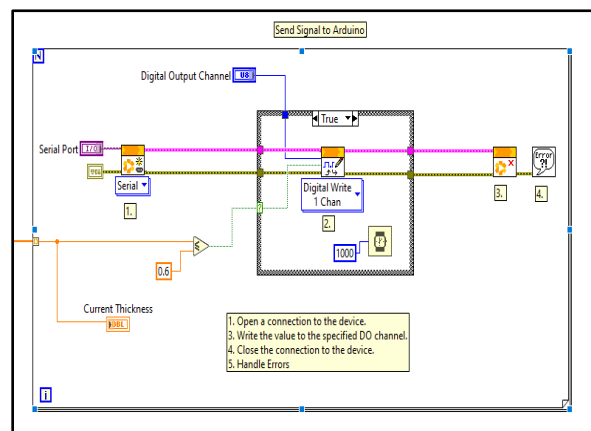 Send Signal to Arduino
N
Digital Output Channel
U8
True
Serial Port
I/O
Serial
1.
Digital Write
1 Chan
2.
3.
Error
?!
4.
?
1000
≤
0.6
Current Thickness
DBL
1. Open a connection to the device.
3. Write the value to the specified DO channel.
4. Close the connection to the device.
5. Handle Errors
i